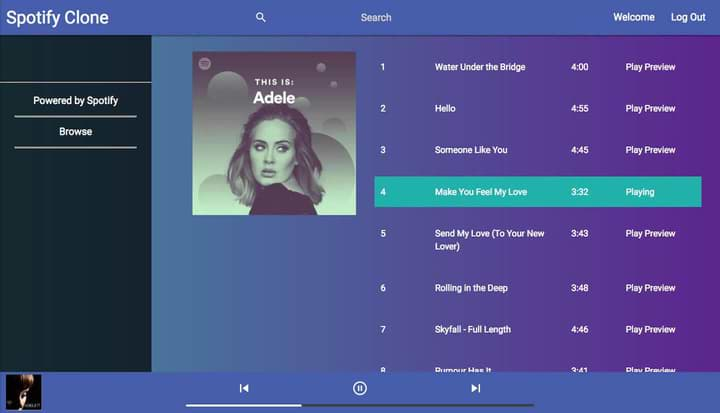 Spotify Clone Search Welcome Log Out
Powered by Spotify
Browse
THIS IS:
Adele
1 Water Under the Bridge 4:00 Play Preview
2 Hello 4:55 Play Preview
3 Someone Like You 4:45 Play Preview
4 Make You Feel My Love 3:32 Playing
5 Send My Love (To Your New 3:43 Play Preview
Lover)
6 Rolling in the Deep 3:48 Play Preview
7 Skyfall - Full Length 4:46 Play Preview
8 Rumour Has It 3:41 Play Preview